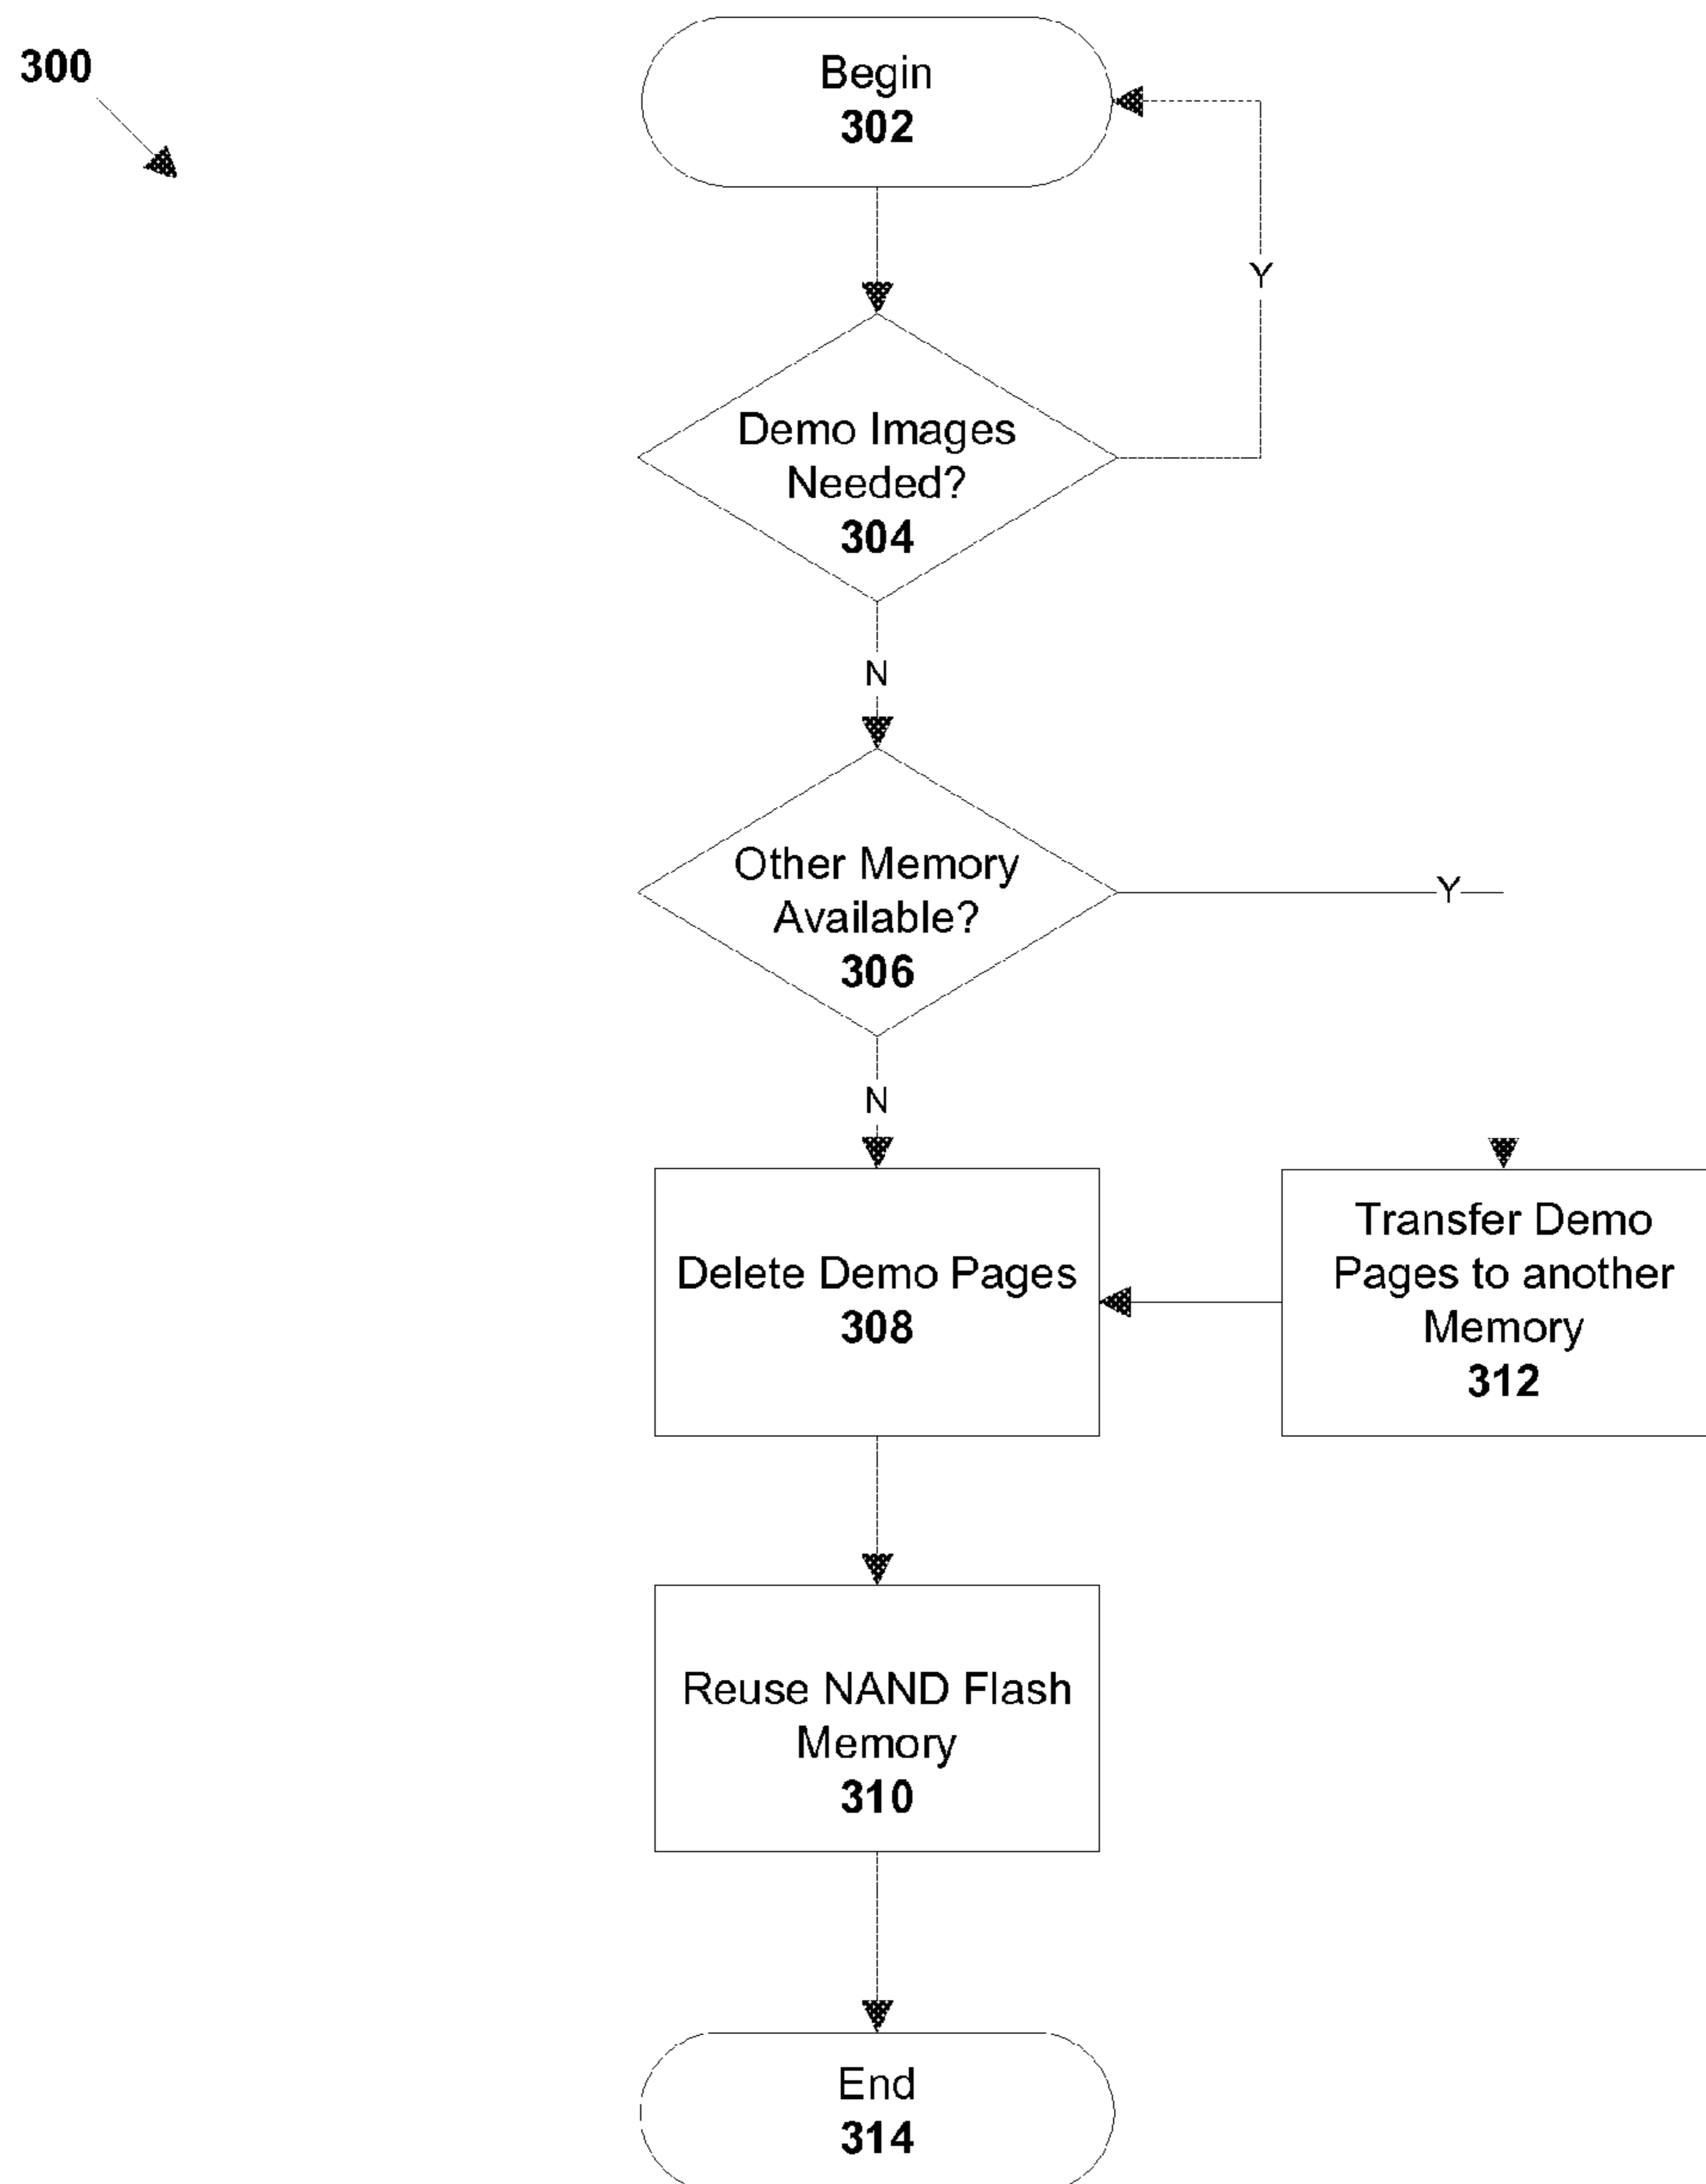 300
Begin
302
Y
Demo Images
Needed?
304
N
Other Memory
Available?
306
Y
N
Delete Demo Pages
308
Transfer Demo
Pages to another
Memory
312
Reuse NAND Flash
Memory
310
End
314